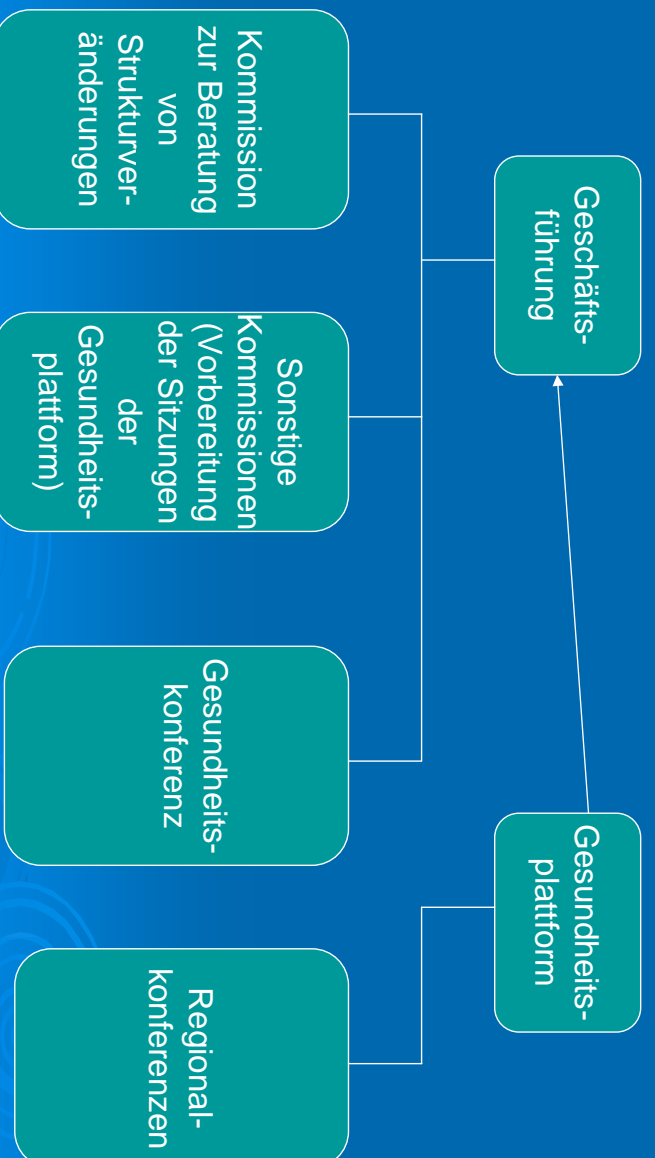 Geschäfts-
führung
Gesundheits-
plattform
Kommission
zur Beratung
von
Strukturver-
änderungen
Sonstige
Kommissionen
(Vorbereitung
der Sitzungen
der
Gesundheits-
plattform)
Gesundheits-
konferenz
Regional-
konferenzen